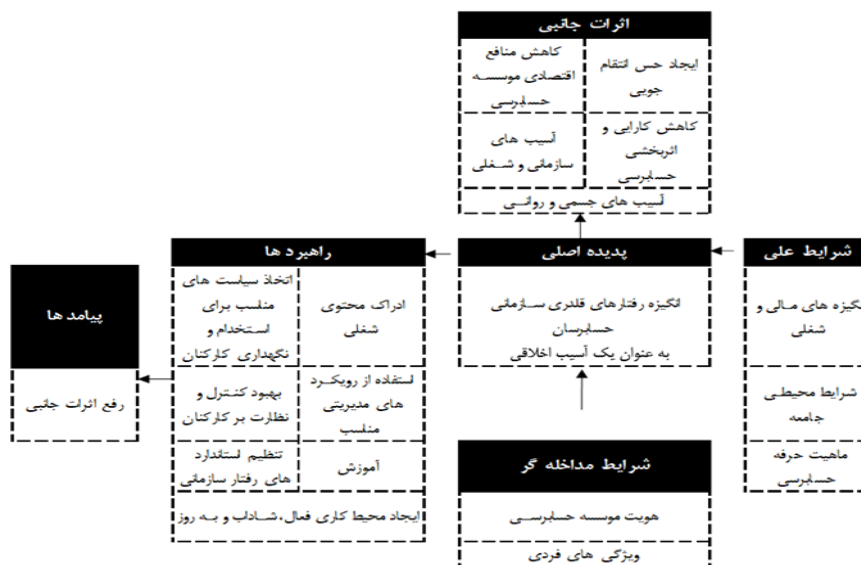 اثرات جانبی
ایجاد حس انتقام
جویی
کاهش منافع
اقتصادی موسسه
حسابرسی
کاهش کارایی و
اثربخشی
حسابرسی
آسیب های
سازمانی و شغلی
آسیب های جسمی و روانی
شرایط علی
انگیزه های مالی و
شغلی
شرایط محیطی
جامعه
ماهیت حرفه
حسابرسی
پدیده اصلی
انگیزه رفتارهای قلدری سازمانی
حسابرسان
به عنوان یک آسیب اخلاقی
شرایط مداخله گر
هویت موسسه حسابرسی
ویژگی های فردی
راهبرد ها
ادراک محتوی
شغلی
اتخاذ سیاست های
مناسب برای
استخدام و
نگهداری کارکنان
استفاده از رویکرد
های مدیریتی
مناسب
بهبود کنترل و
نظارت بر کارکنان
آموزش
تنظیم استاندارد
های رفتار سازمانی
ایجاد محیط کاری فعال،شاداب و به روز
پیامد ها
رفع اثرات جانبی